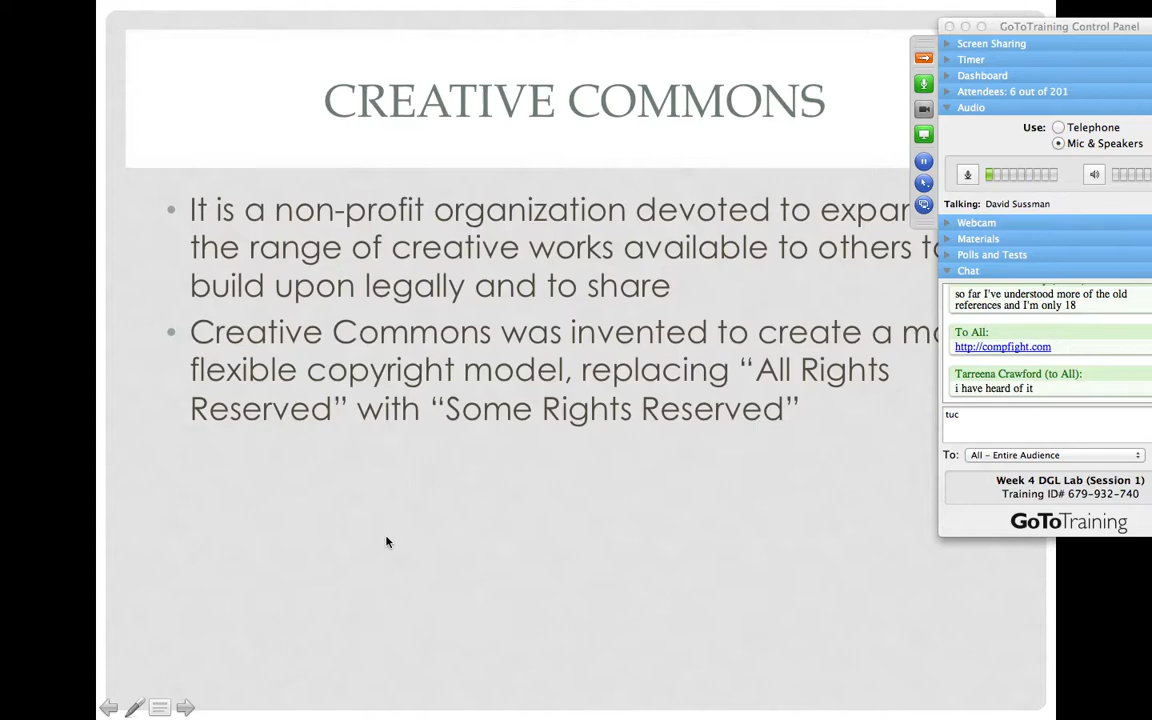 CREATIVE COMMONS
• It is a non-profit organization devoted to
the range of creative works available to others
build upon legally and to share
• Creative Commons was invented to create a
flexible copyright model, replacing “All Rights
Reserved” with “Some Rights Reserved”
GoToTraining Control Panel
Screen Sharing
Timer
Dashboard
Attendees: 6 out of 201
Audio
Use: Telephone
Mic & Speakers
Talking: David Sussman
Webcam
Materials
Polls and Tests
Chat
so far I've understood more of the old
references and I'm only 18
To All:
http://compfight.com
Tarreena Crawford (to All):
i have heard of it
tuc
To: All - Entire Audience
Week 4 DGL Lab (Session 1)
Training ID# 679-932-740
GoToTraining